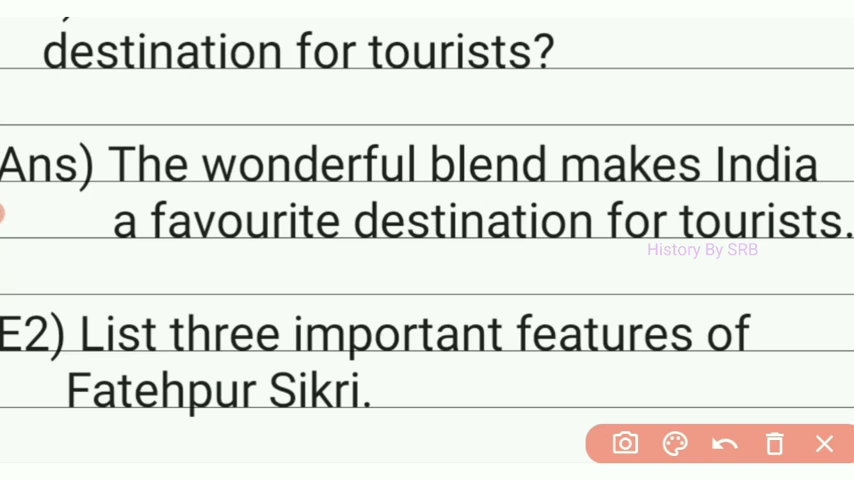 destination for tourists?
Ans) The wonderful blend makes India
a favourite destination for tourists.
History By SRB
E2) List three important features of
Fatehpur Sikri.